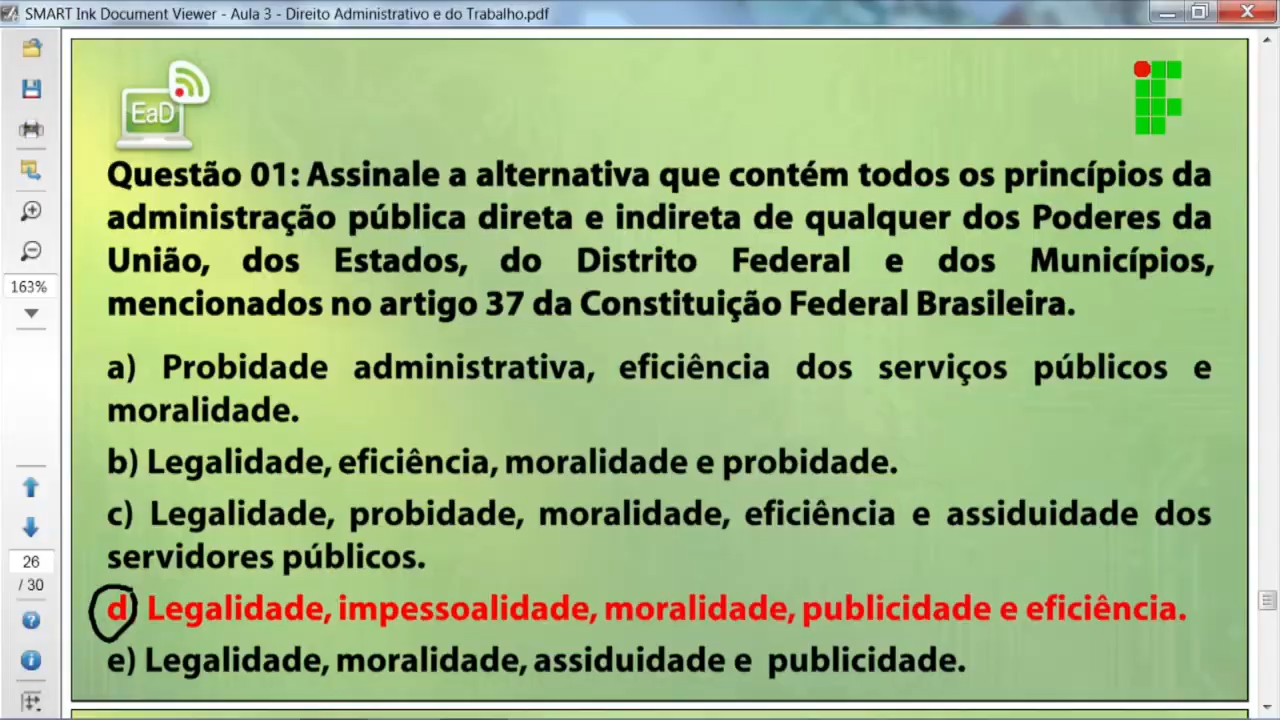 SMART Ink Document Viewer - Aula 3 - Direito Administrativo e do Trabalho.pdf
EaD
Questão 01: Assinale a alternativa que contém todos os princípios da
administração pública direta e indireta de qualquer dos Poderes da
União, dos Estados, do Distrito Federal e dos Municípios,
mencionados no artigo 37 da Constituição Federal Brasileira.
a) Probidade administrativa, eficiência dos serviços públicos e
moralidade.
b) Legalidade, eficiência, moralidade e probidade.
c) Legalidade, probidade, moralidade, eficiência e assiduidade dos
servidores públicos.
d) Legalidade, impessoalidade, moralidade, publicidade e eficiência.
e) Legalidade, moralidade, assiduidade e publicidade.
163%
26
/ 30